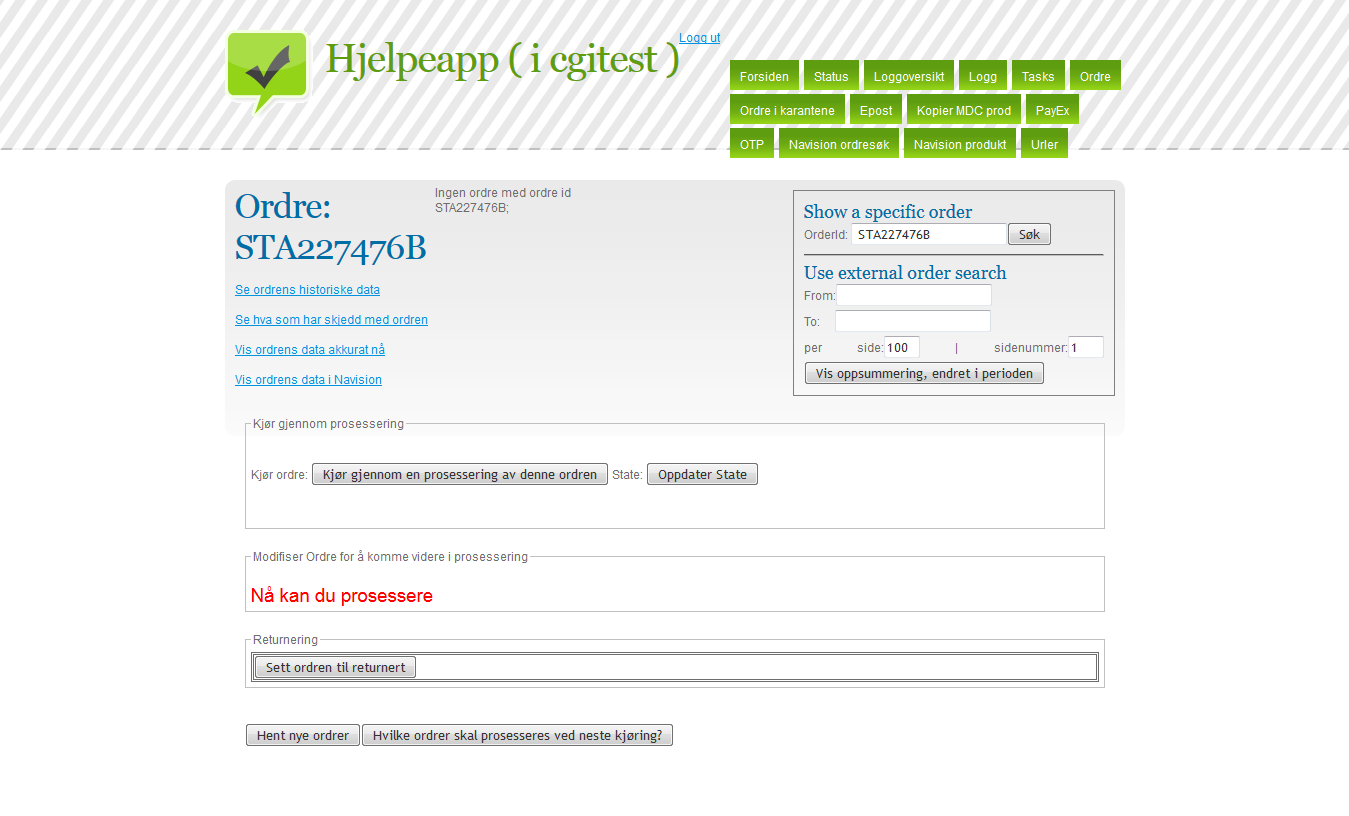 Hjelpeapp ( i cgitest )
Logg ut
Forsiden Status Loggoversikt Logg Tasks Ordre
Ordre i karantene Epost Kopier MDC prod PayEx
OTP Navision ordresøk Navision produkt Urler
Ordre:
STA227476B
Se ordrens historiske data
Se hva som har skjedd med ordren
Vis ordrens data akkurat nå
Vis ordrens data i Navision
Ingen ordre med ordre id
STA227476B;
Show a specific order
OrderId: STA227476B Søk
Use external order search
From:
To:
per side: 100 | sidenummer: 1
Vis oppsummering, endret i perioden
Kjør gjennom prosessering
Kjør ordre: Kjør gjennom en prosessering av denne ordren State: Oppdater State
Modifiser Ordre for å komme videre i prosessering
Nå kan du prosessere
Returnering
Sett ordren til returnert
Hent nye ordrer Hvilke ordrer skal prosesseres ved neste kjøring?